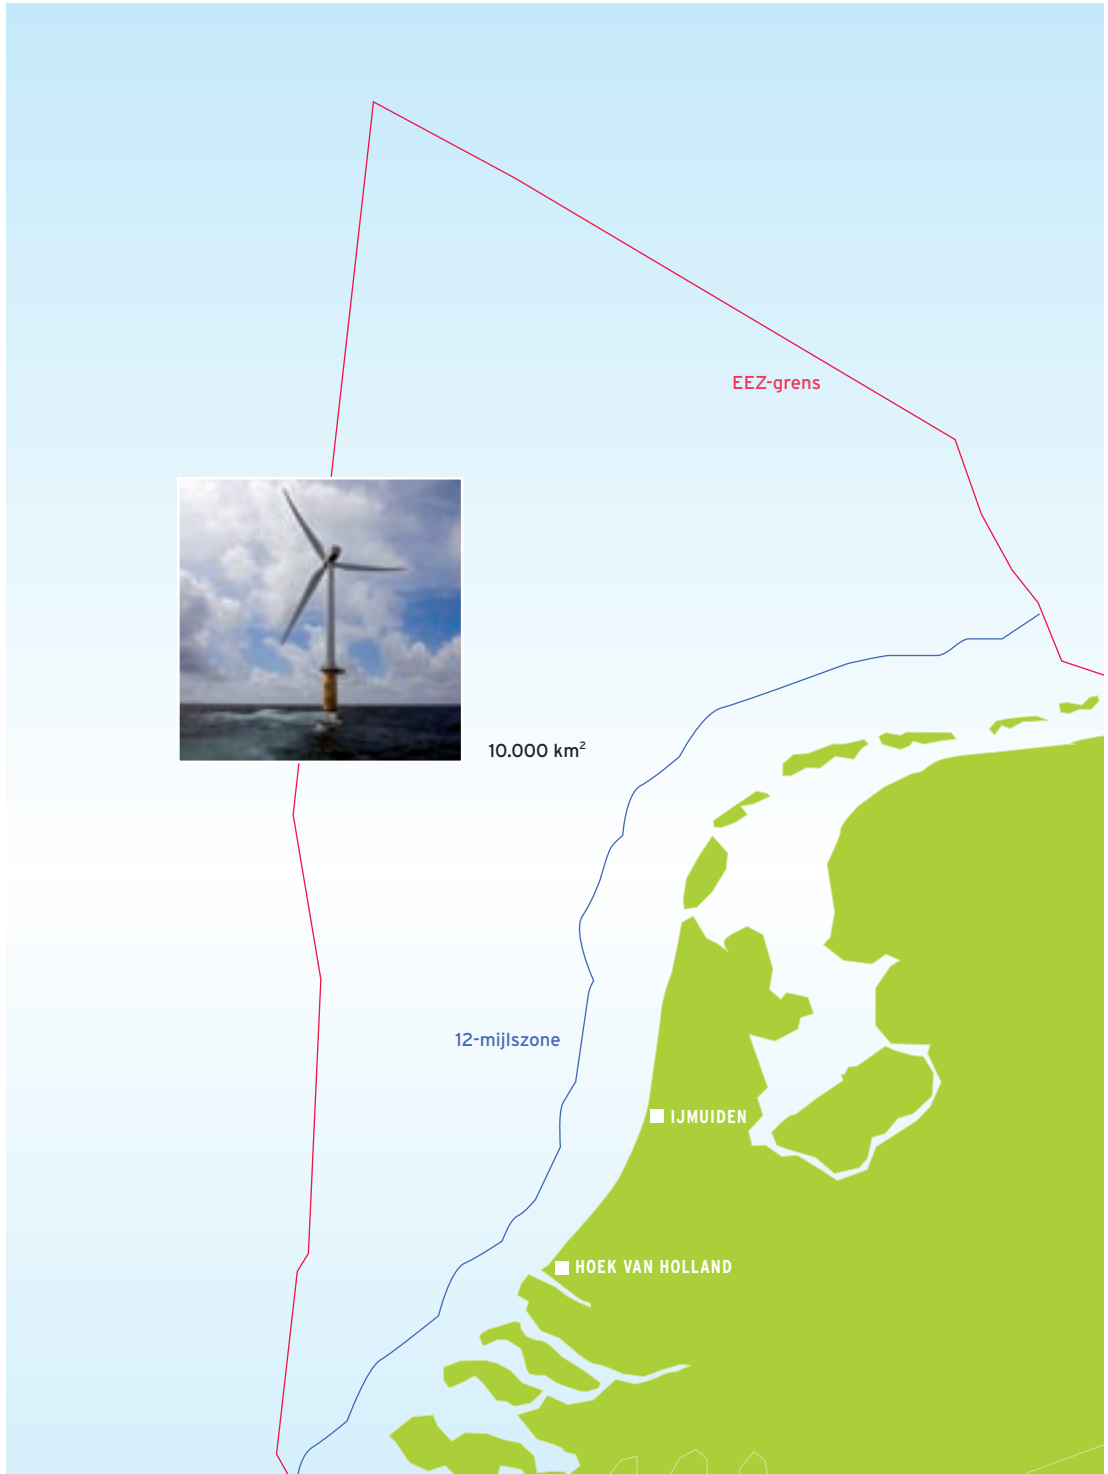 EEZ-grens
10.000 km²
12-mijlszone
IJMUIDEN
HOEK VAN HOLLAND